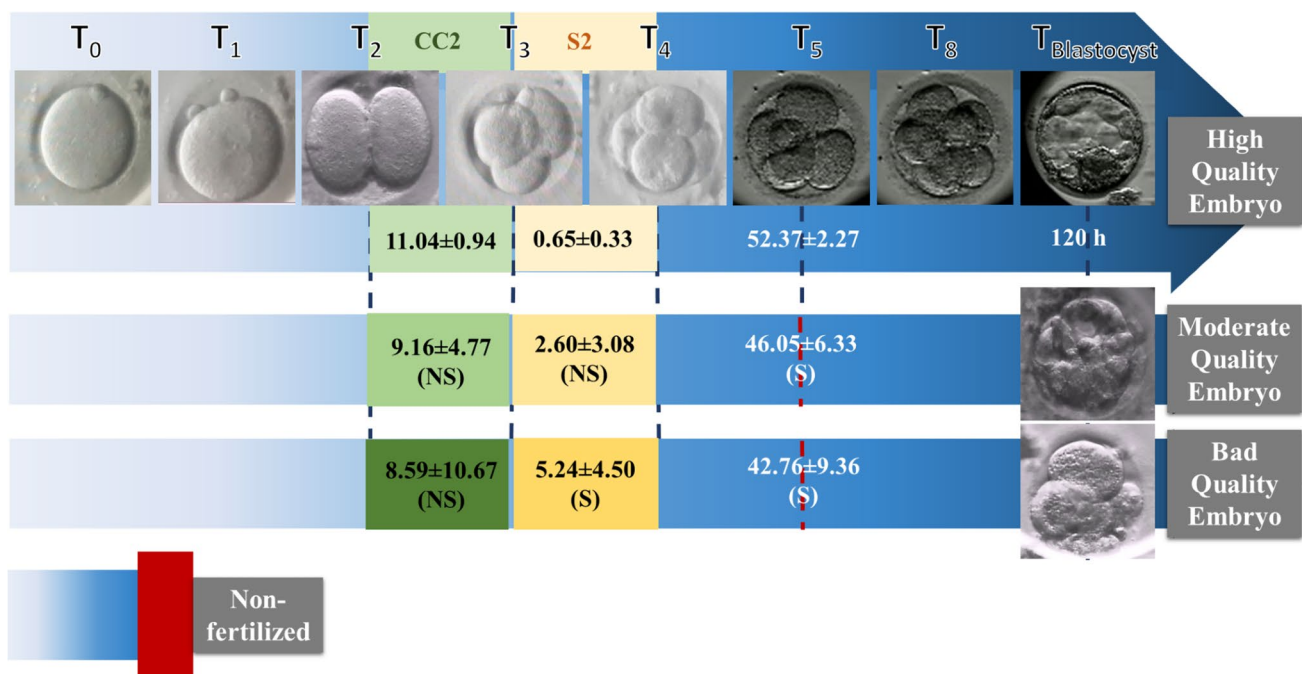 T0 T1 T2 CC2 T3 S2 T4 T5 T8 TBlastocyst
High
Quality
Embryo
11.04±0.94 0.65±0.33 52.37±2.27 120 h
9.16±4.77 2.60±3.08 46.05±6.33
(NS) (NS) (S)
Moderate
Quality
Embryo
8.59±10.67 5.24±4.50 42.76±9.36
(NS) (S) (S)
Bad
Quality
Embryo
Non-
fertilized